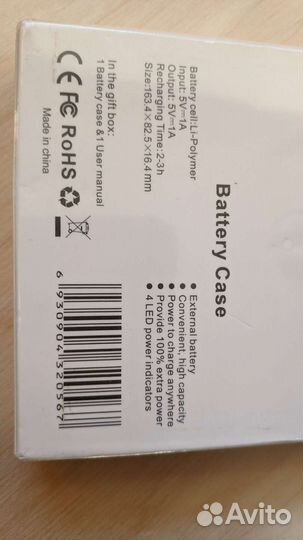 Battery Case
• External battery
• Convenient, high capacity
• Power to charge anywhere
• Provide 100% extra power
• 4 LED power indicators
Battery cell:Li-Polymer
Input: 5V⎓1A
Output: 5V⎓1A
Recharging Time:2-3h
Size:163.4×82.5×16.4mm
In the gift box:
1 Battery case &1 User manual
CE FC RoHS
Made in china
6 930904 320567
Avito